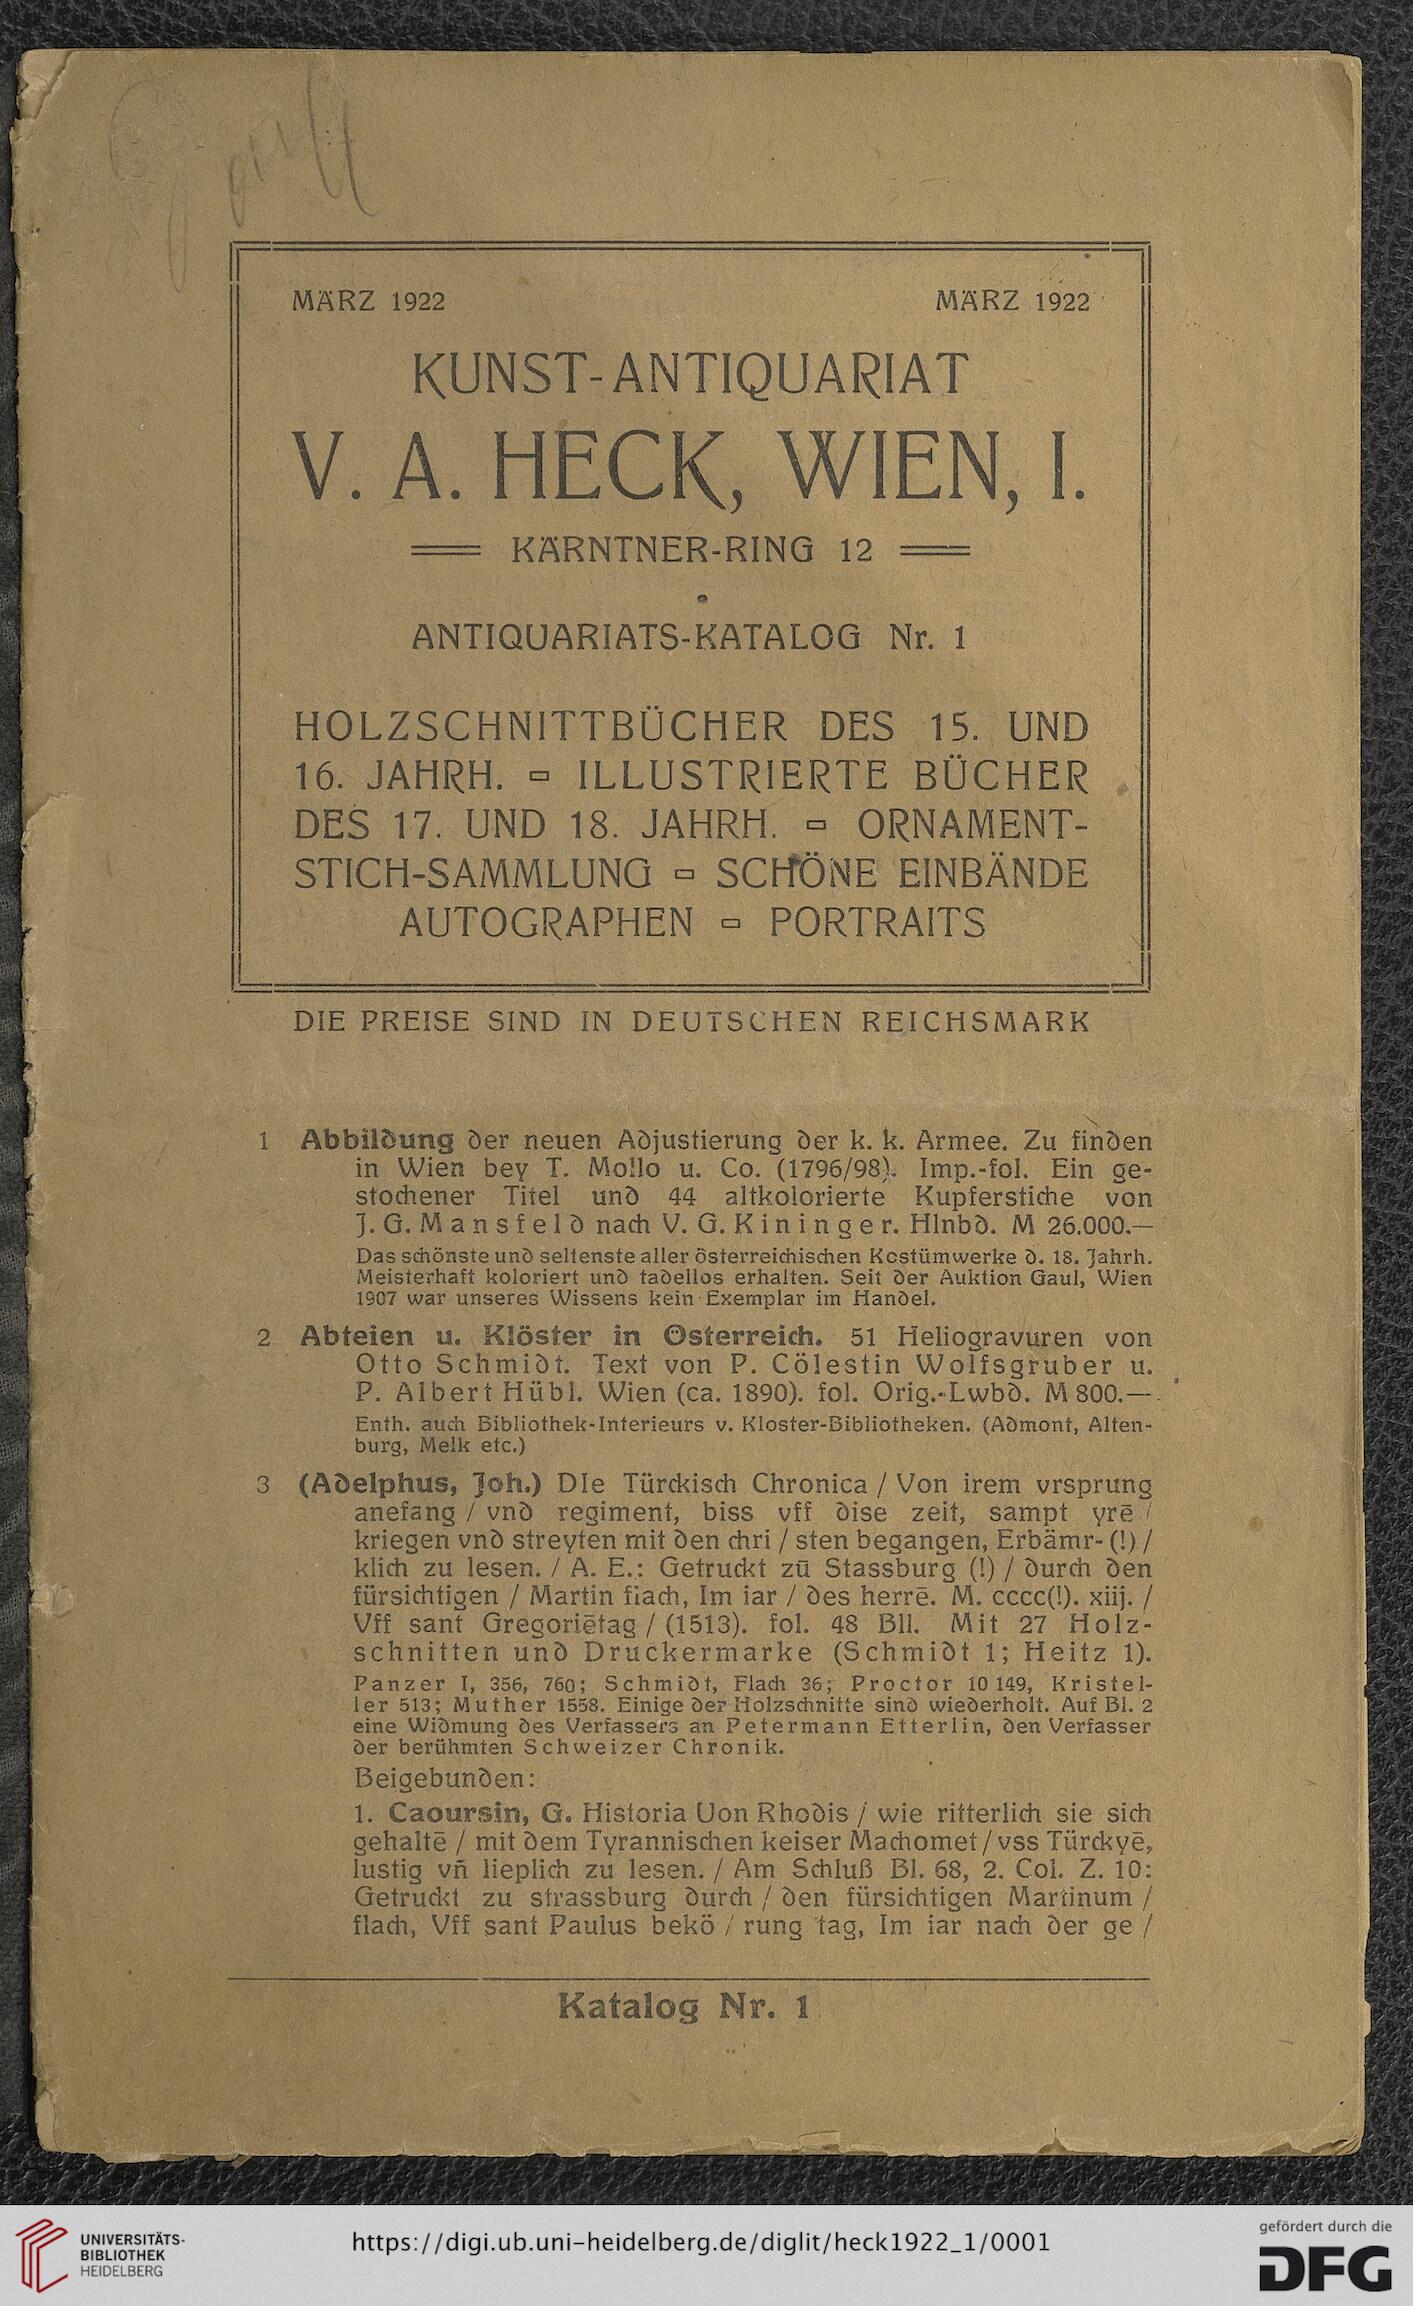 MÄRZ 1922 MÄRZ 1922
KUNST-ANTIQUARIAT
V. A. HECK, WIEN, I.
KÄRNTNER-RING 12
ANTIQUARIATS-KATALOG Nr. 1
HOLZSCHNITTBÜCHER DES 15. UND
16. JAHRH. ▭ ILLUSTRIERTE BÜCHER
DES 17. UND 18. JAHRH. ▭ ORNAMENT-
STICH-SAMMLUNG ▭ SCHÖNE EINBÄNDE
AUTOGRAPHEN ▭ PORTRAITS
DIE PREISE SIND IN DEUTSCHEN REICHSMARK
1 Abbildung der neuen Adjustierung der k. k. Armee. Zu finden
in Wien bey T. Mollo u. Co. (1796/98). Imp.-fol. Ein ge-
stochener Titel und 44 altkolorierte Kupferstiche von
J. G. Mansfeld nach V. G. Kininger. Hlnbd. M 26.000.—
Das schönste und seltenste aller österreichischen Kostümwerke d. 18. Jahrh.
Meisterhaft koloriert und tadellos erhalten. Seit der Auktion Gaul, Wien
1907 war unseres Wissens kein Exemplar im Handel.
2 Abteien u. Klöster in Österreich. 51 Heliogravuren von
Otto Schmidt. Text von P. Cölestin Wolfsgruber u.
P. Albert Hübl. Wien (ca. 1890). fol. Orig.-Lwbd. M 800.—
Enth. auch Bibliothek-Interieurs v. Kloster-Bibliotheken. (Admont, Alten-
burg, Melk etc.)
3 (Adelphus, Joh.) DIe Türckisch Chronica / Von irem vrsprung
anefang / vnd regiment, biss vff dise zeit, sampt yrē /
kriegen vnd streyten mit den chri / sten begangen, Erbämr- (!) /
klich zu lesen. / A. E.: Getruckt zū Stassburg (!) / durch den
fürsichtigen / Martin flach, Im iar / des herrē. M. cccc(!). xiij. /
Vff sant Gregoriētag / (1513). fol. 48 Bll. Mit 27 Holz-
schnitten und Druckermarke (Schmidt 1; Heitz 1).
Panzer I, 356, 760; Schmidt, Flach 36; Proctor 10 149, Kristel-
ler 513; Muther 1558. Einige der Holzschnitte sind wiederholt. Auf Bl. 2
eine Widmung des Verfassers an Petermann Etterlin, den Verfasser
der berühmten Schweizer Chronik.
Beigebunden:
1. Caoursin, G. Historia Uon Rhodis / wie ritterlich sie sich
gehaltē / mit dem Tyrannischen keiser Machomet / vss Türckyē,
lustig vñ lieplich zu lesen. / Am Schluß Bl. 68, 2. Col. Z. 10:
Getruckt zu strassburg durch / den fürsichtigen Martinum /
flach, Vff sant Paulus bekö / rung tag, Im iar nach der ge /
Katalog Nr. 1
UNIVERSITÄTS-
BIBLIOTHEK
HEIDELBERG
https://digi.ub.uni-heidelberg.de/diglit/heck1922_1/0001
gefördert durch die
DFG